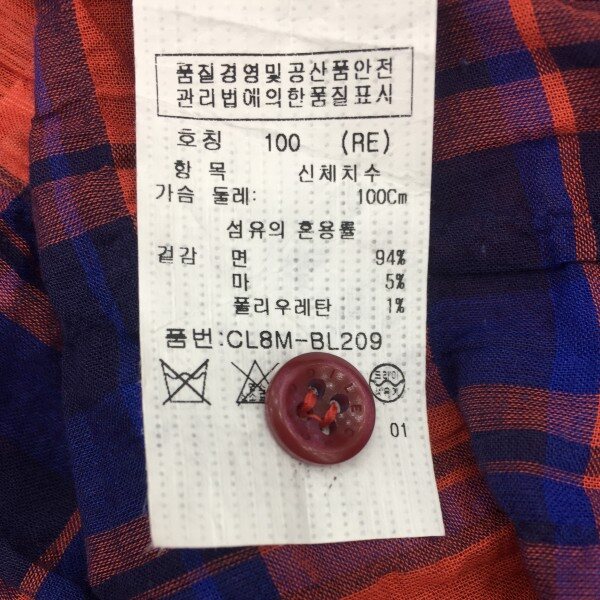 품질경영및공산품안전
관리법에의한품질표시
호칭 100 (RE)
항 목 신체치수
가슴 둘레: 100Cm
섬유의 혼용률
겉감 면 94%
마 5%
폴리우레탄 1%
품번:CL8M-BL209
01